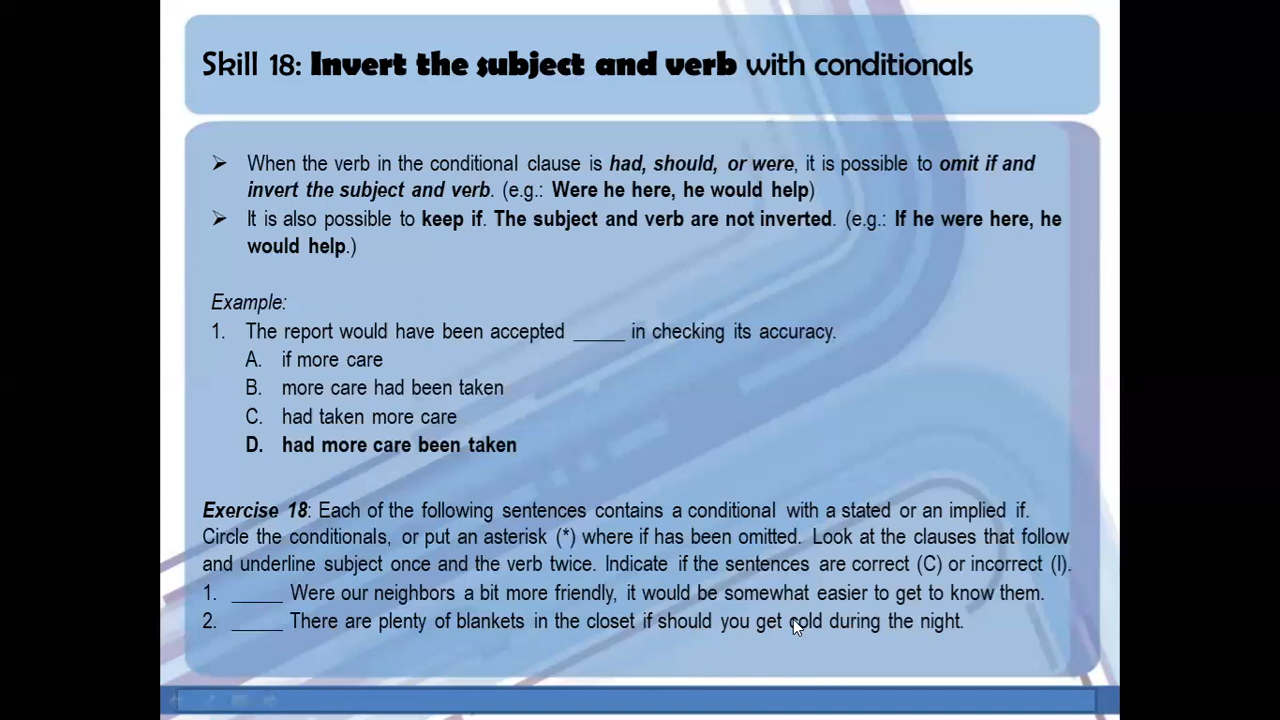 Skill 18: Invert the subject and verb with conditionals
➢ When the verb in the conditional clause is had, should, or were, it is possible to omit if and
invert the subject and verb. (e.g.: Were he here, he would help)
➢ It is also possible to keep if. The subject and verb are not inverted. (e.g.: If he were here, he
would help.)
Example:
1. The report would have been accepted _____ in checking its accuracy.
A. if more care
B. more care had been taken
C. had taken more care
D. had more care been taken
Exercise 18: Each of the following sentences contains a conditional with a stated or an implied if.
Circle the conditionals, or put an asterisk (*) where if has been omitted. Look at the clauses that follow
and underline subject once and the verb twice. Indicate if the sentences are correct (C) or incorrect (I).
1. _____ Were our neighbors a bit more friendly, it would be somewhat easier to get to know them.
2. _____ There are plenty of blankets in the closet if should you get cold during the night.